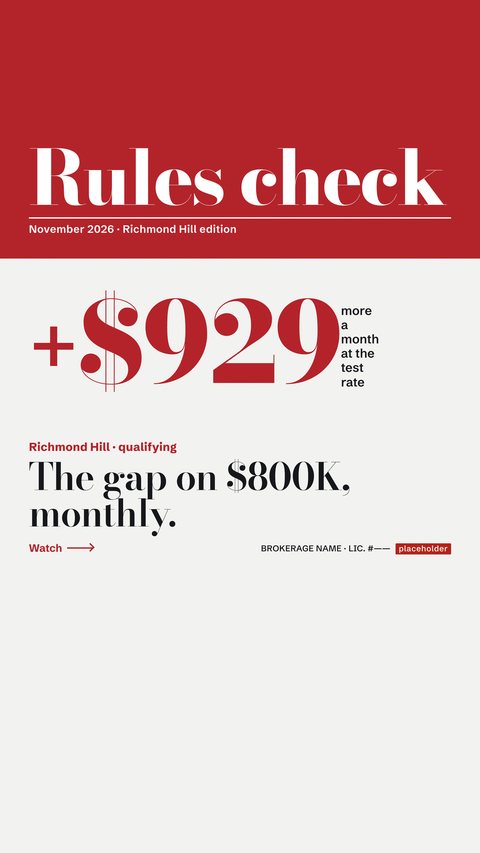 Rules check
November 2026 · Richmond Hill edition
+$929
more
a
month
at the
test
rate
Richmond Hill · qualifying
The gap on $800K,
monthly.
Watch
BROKERAGE NAME · LIC. #—— placeholder